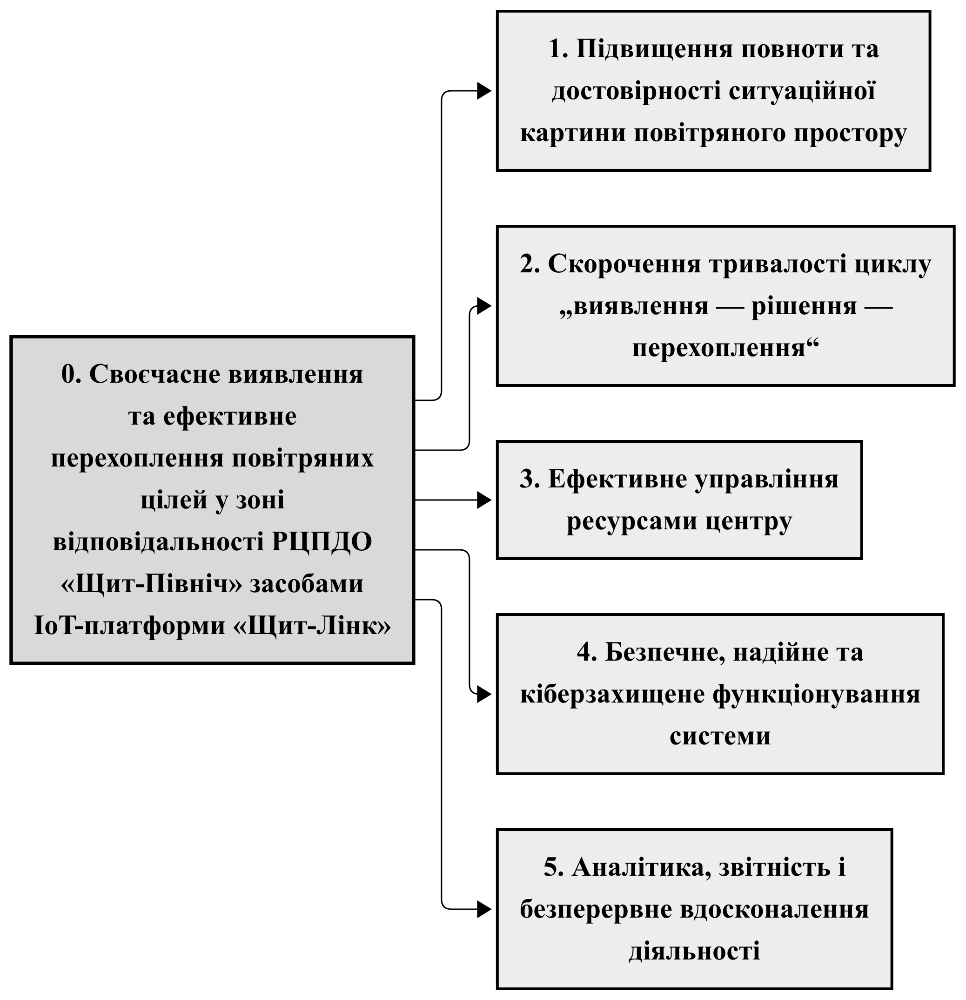 0. Своєчасне виявлення
та ефективне
перехоплення повітряних
цілей у зоні
відповідальності РЦПДО
«Щит-Північ» засобами
IoT-платформи «Щит-Лінк»
1. Підвищення повноти та
достовірності ситуаційної
картини повітряного простору
2. Скорочення тривалості циклу
„виявлення — рішення —
перехоплення“
3. Ефективне управління
ресурсами центру
4. Безпечне, надійне та
кіберзахищене функціонування
системи
5. Аналітика, звітність і
безперервне вдосконалення
діяльності